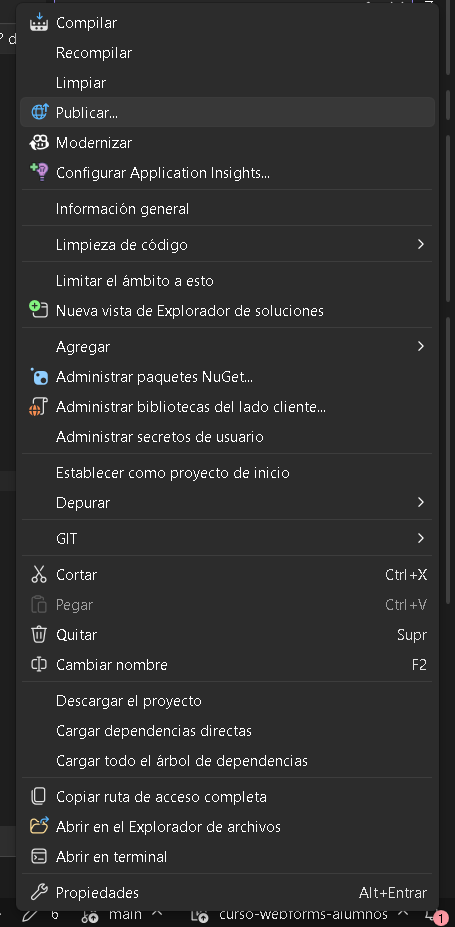 Compilar
Recompilar
Limpiar
Publicar...
Modernizar
Configurar Application Insights...
Información general
Limpieza de código
Limitar el ámbito a esto
Nueva vista de Explorador de soluciones
Agregar
Administrar paquetes NuGet...
Administrar bibliotecas del lado cliente...
Administrar secretos de usuario
Establecer como proyecto de inicio
Depurar
GIT
Cortar Ctrl+X
Pegar Ctrl+V
Quitar Supr
Cambiar nombre F2
Descargar el proyecto
Cargar dependencias directas
Cargar todo el árbol de dependencias
Copiar ruta de acceso completa
Abrir en el Explorador de archivos
Abrir en terminal
Propiedades Alt+Entrar
6 main curso-webforms-alumnos 1